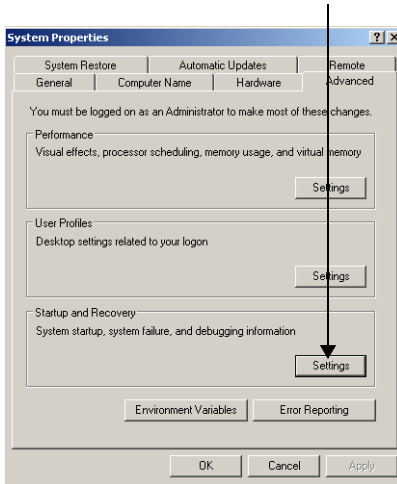 System Properties
System Restore Automatic Updates Remote
General Computer Name Hardware Advanced
You must be logged on as an Administrator to make most of these changes.
Performance
Visual effects, processor scheduling, memory usage, and virtual memory
Settings
User Profiles
Desktop settings related to your logon
Settings
Startup and Recovery
System startup, system failure, and debugging information
Settings
Environment Variables Error Reporting
OK Cancel Apply